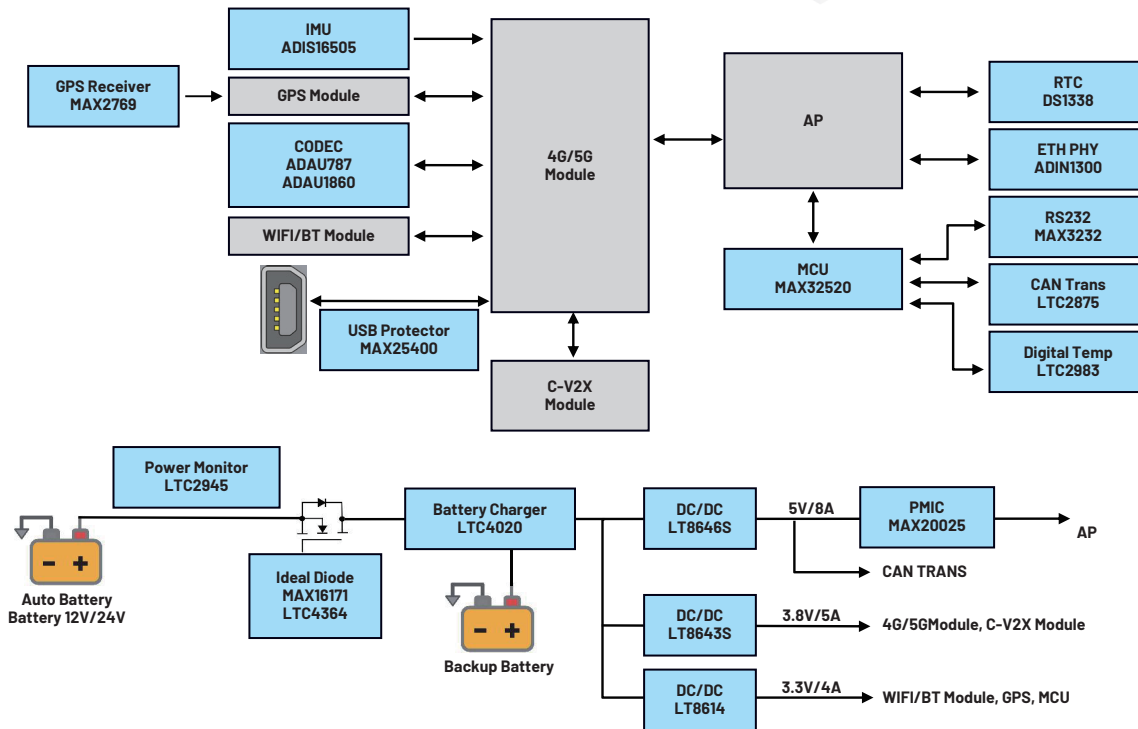 IMU
ADIS16505
GPS Receiver
MAX2769
GPS Module
CODEC
ADAU787
ADAU1860
WIFI/BT Module
USB Protector
MAX25400
4G/5G
Module
C-V2X
Module
AP
MCU
MAX32520
RTC
DS1338
ETH PHY
ADIN1300
RS232
MAX3232
CAN Trans
LTC2875
Digital Temp
LTC2983
Power Monitor
LTC2945
Auto Battery
Battery 12V/24V
Ideal Diode
MAX16171
LTC4364
Battery Charger
LTC4020
Backup Battery
DC/DC
LT8646S
5V/8A
PMIC
MAX20025
AP
CAN TRANS
DC/DC
LT8643S
3.8V/5A
4G/5GModule, C-V2X Module
DC/DC
LT8614
3.3V/4A
WIFI/BT Module, GPS, MCU